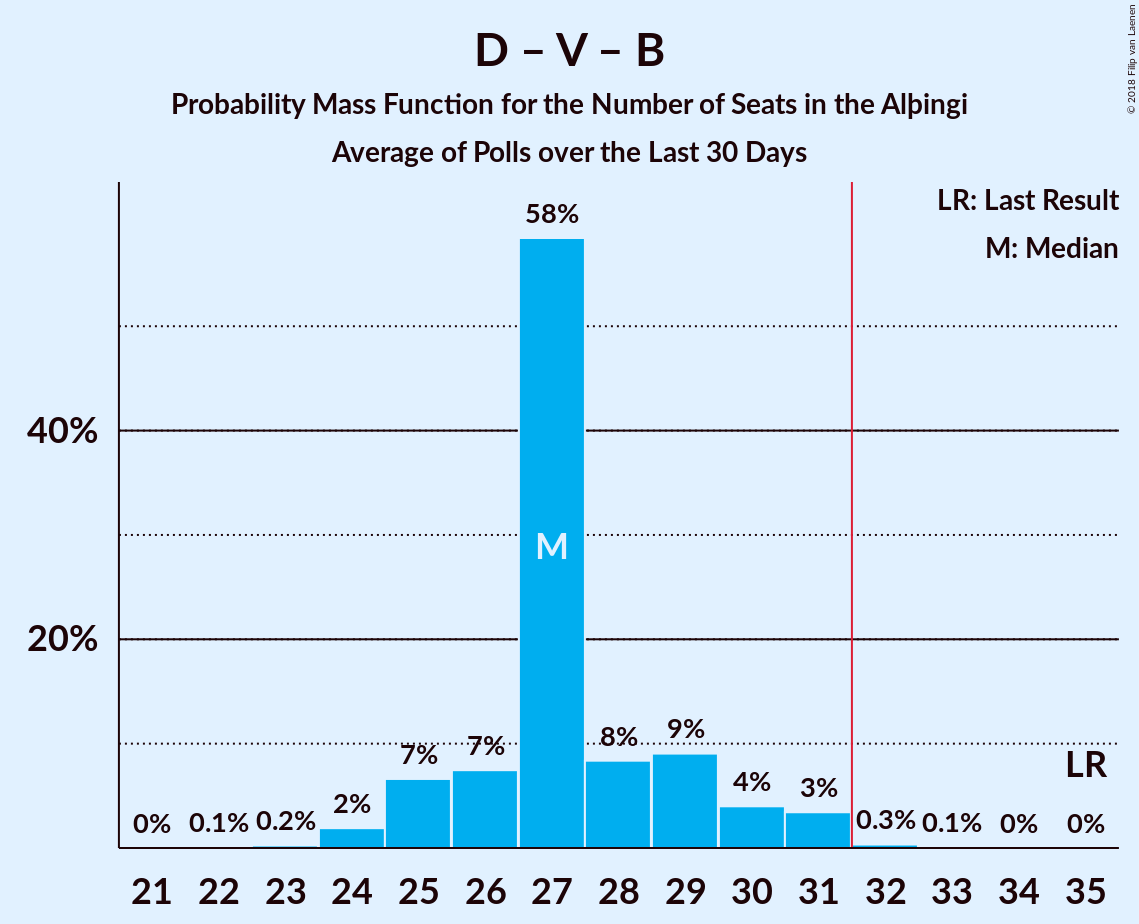 D – V – B
Probability Mass Function for the Number of Seats in the Alþingi
Average of Polls over the Last 30 Days
© 2018 Filip van Laenen
LR: Last Result
M: Median
58%
40%
M
20%
0% 0.1% 0.2% 2% 7% 7% 8% 9% 4% 3% 0.3% 0.1% 0% 0%
LR
21 22 23 24 25 26 27 28 29 30 31 32 33 34 35